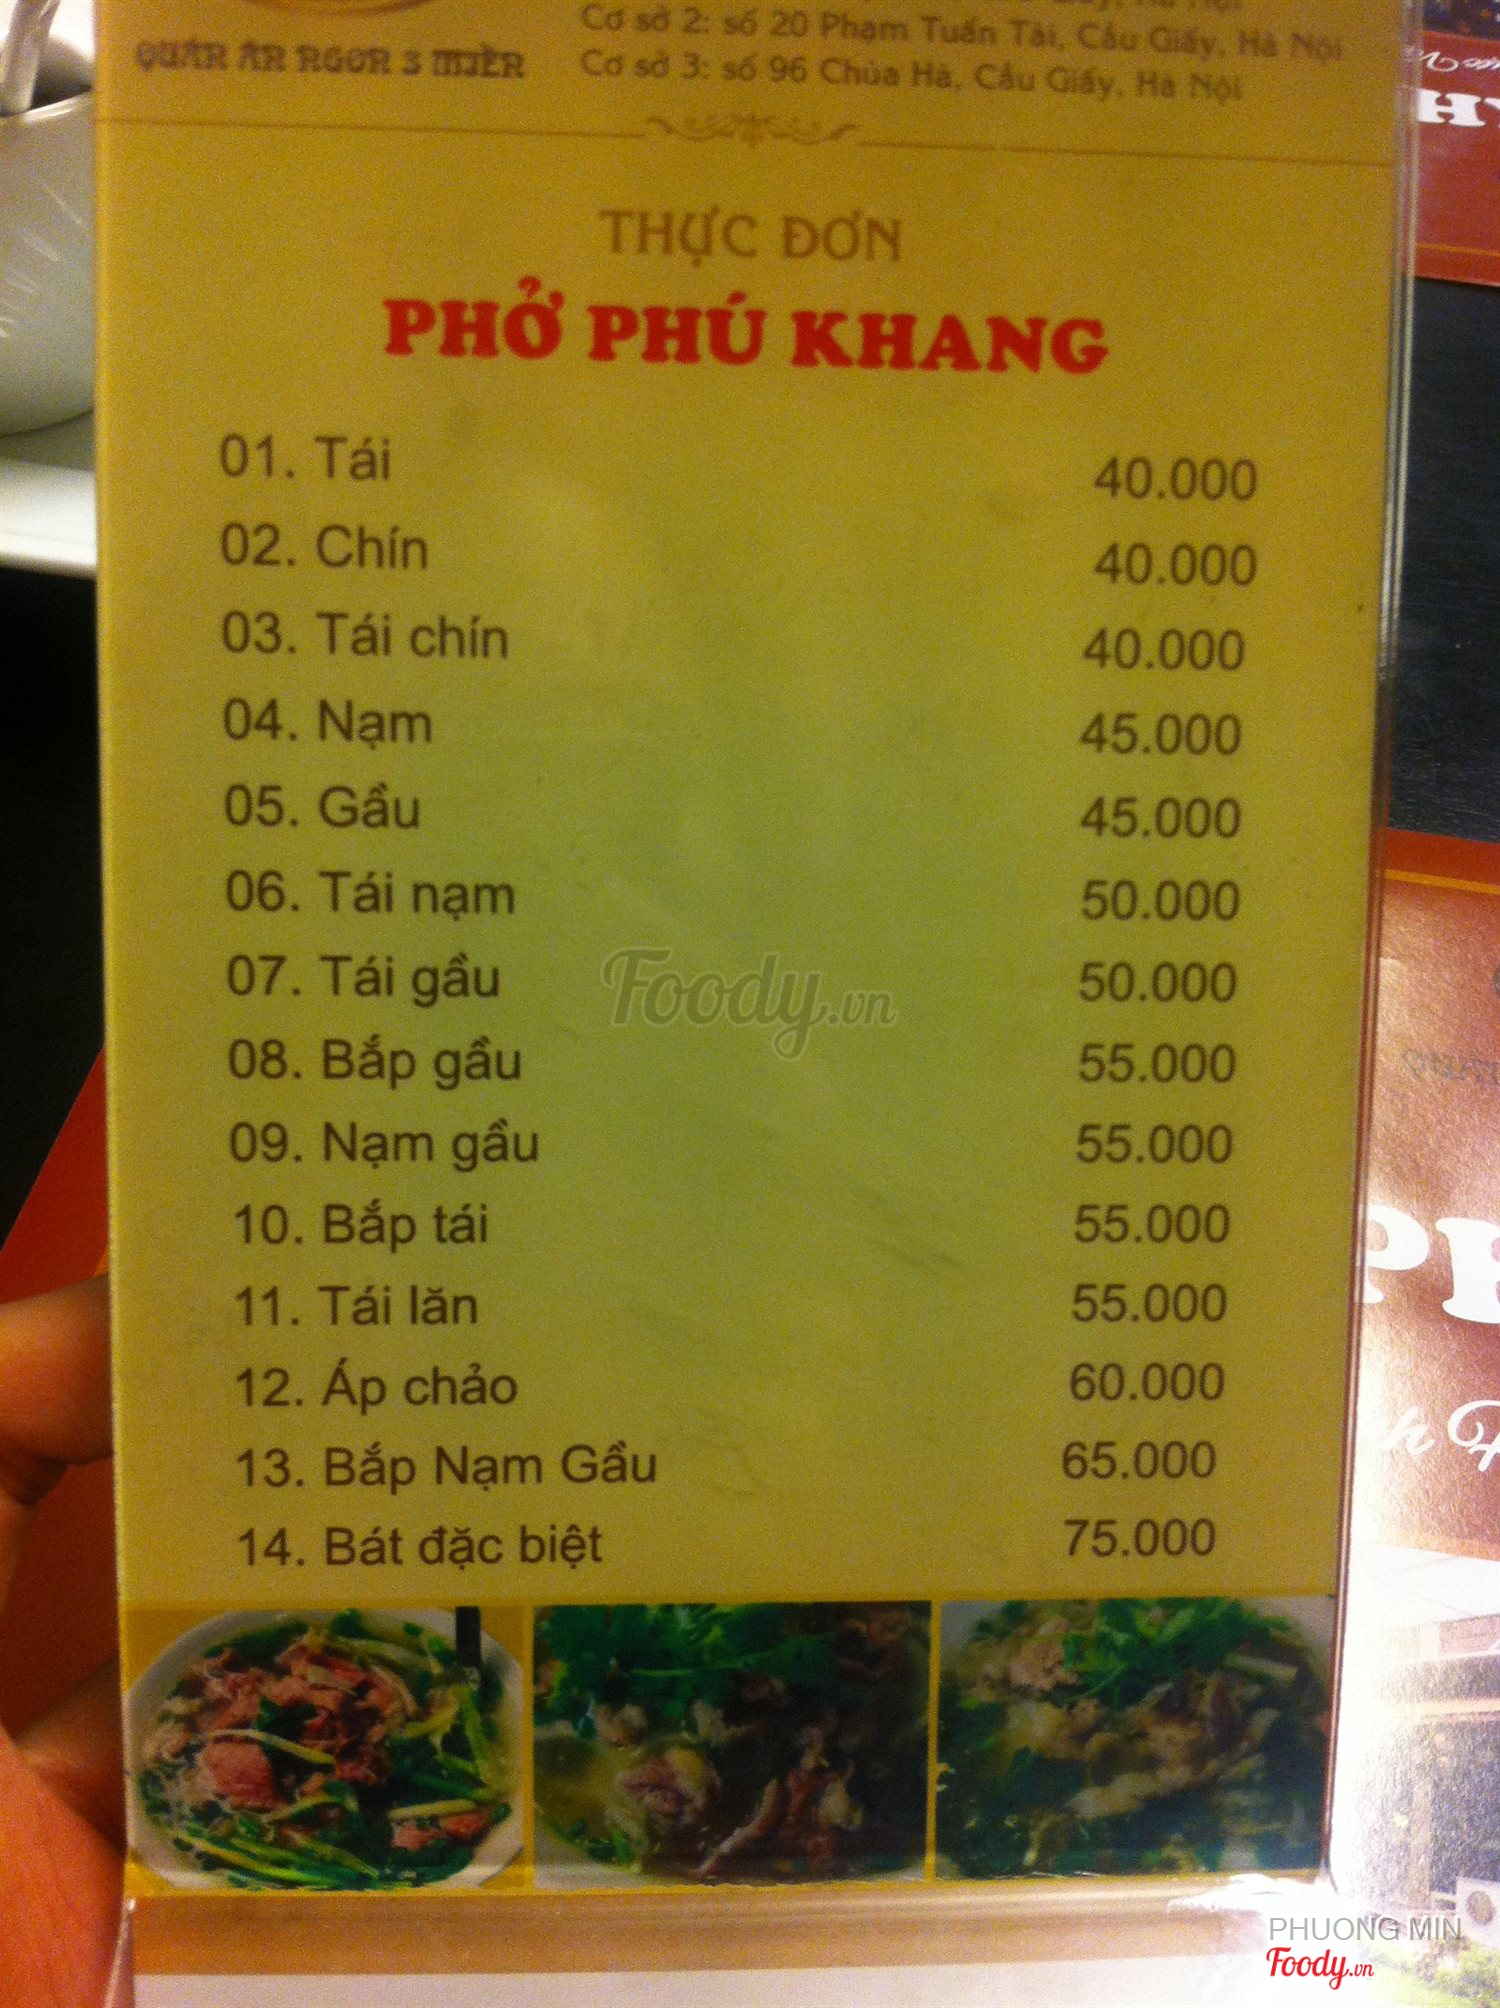 Cơ sở 2: số 20 Phạm Tuấn Tài, Cầu Giấy, Hà Nội
QUÁN ĂN NGON 3 MIỀN
Cơ sở 3: số 96 Chùa Hà, Cầu Giấy, Hà Nội
THỰC ĐƠN
PHỞ PHÚ KHANG
01. Tái 40.000
02. Chín 40.000
03. Tái chín 40.000
04. Nạm 45.000
05. Gầu 45.000
06. Tái nạm 50.000
07. Tái gầu 50.000
Foody.vn
08. Bắp gầu 55.000
09. Nạm gầu 55.000
10. Bắp tái 55.000
11. Tái lăn 55.000
12. Áp chảo 60.000
13. Bắp Nạm Gầu 65.000
14. Bát đặc biệt 75.000
PHUONG MIN
Foody.vn